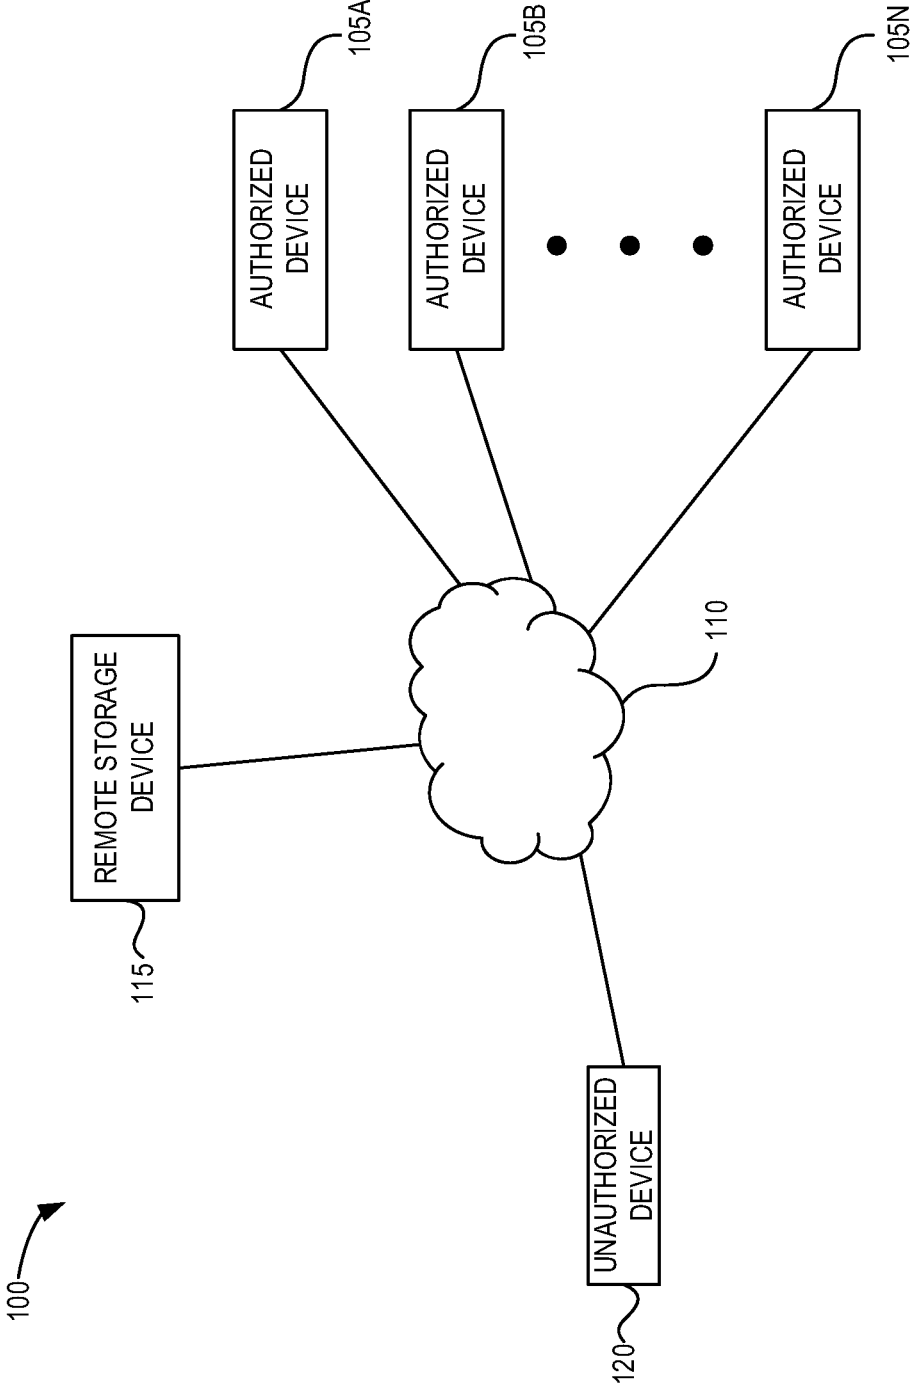 100
REMOTE STORAGE
DEVICE
115
AUTHORIZED
DEVICE
105A
AUTHORIZED
DEVICE
105B
AUTHORIZED
DEVICE
105N
110
UNAUTHORIZED
DEVICE
120